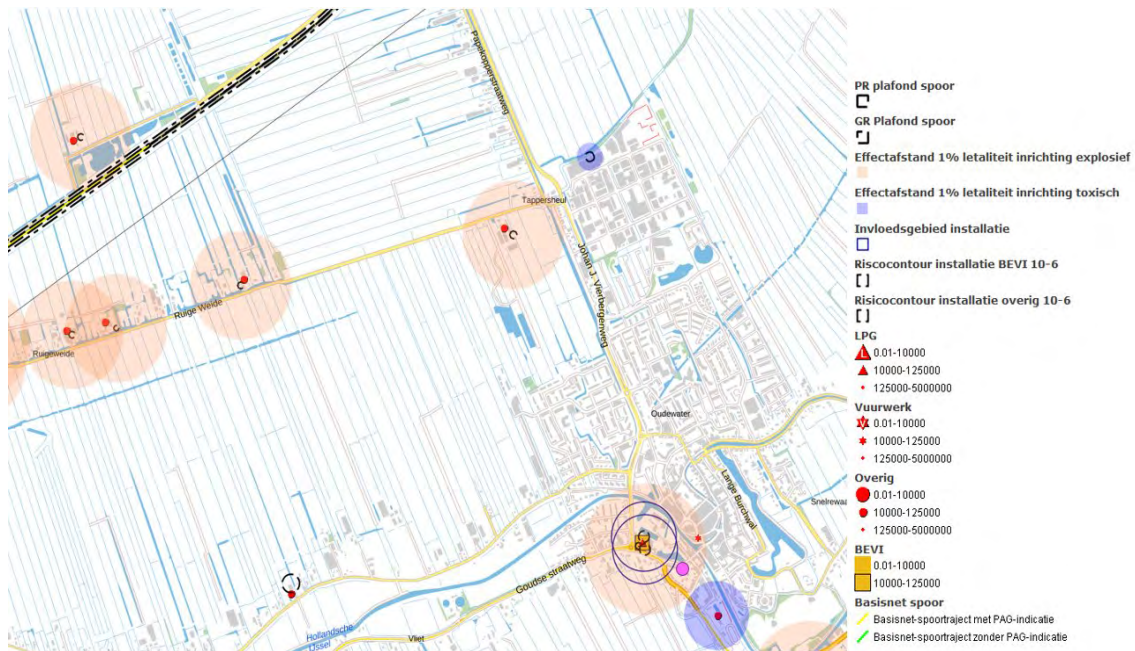 Papekopperstraatweg
Tappersheul
Johan J. Vierbergenweg
Ruige Weide
Ruigeweide
Oudewater
Lange Burchwal
Snelrewaa
Goudse straatweg
Hollandsche
IJssel
Vliet
PR plafond spoor
GR Plafond spoor
Effectafstand 1% letaliteit inrichting explosief
Effectafstand 1% letaliteit inrichting toxisch
Invloedsgebied installatie
Riscocontour installatie BEVI 10-6
Risicocontour installatie overig 10-6
LPG
L 0.01-10000
10000-125000
125000-5000000
Vuurwerk
V 0.01-10000
10000-125000
125000-5000000
Overig
0.01-10000
10000-125000
125000-5000000
BEVI
0.01-10000
10000-125000
Basisnet spoor
Basisnet-spoortraject met PAG-indicatie
Basisnet-spoortraject zonder PAG-indicatie